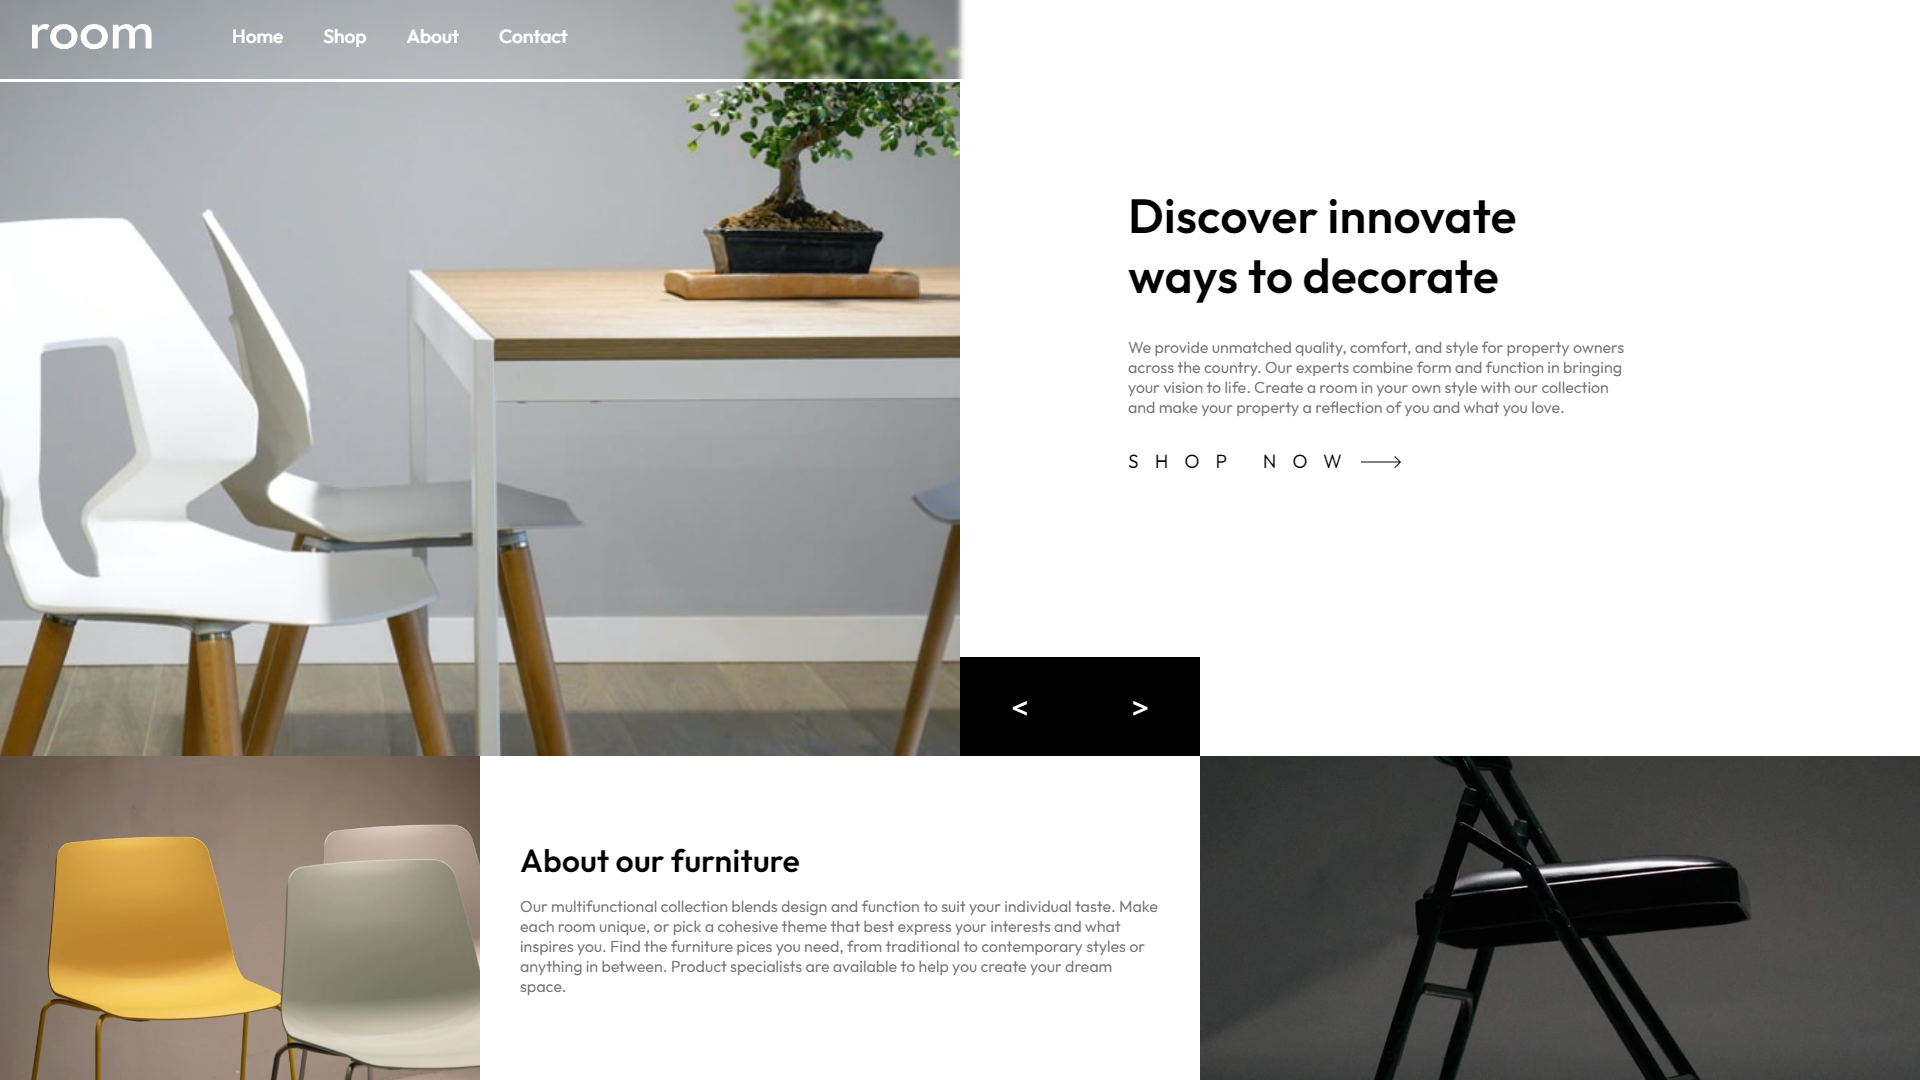 room
Home Shop About Contact
Discover innovate
ways to decorate
We provide unmatched quality, comfort, and style for property owners
across the country. Our experts combine form and function in bringing
your vision to life. Create a room in your own style with our collection
and make your property a reflection of you and what you love.
SHOP NOW
< >
About our furniture
Our multifunctional collection blends design and function to suit your individual taste. Make
each room unique, or pick a cohesive theme that best express your interests and what
inspires you. Find the furniture pices you need, from traditional to contemporary styles or
anything in between. Product specialists are available to help you create your dream
space.